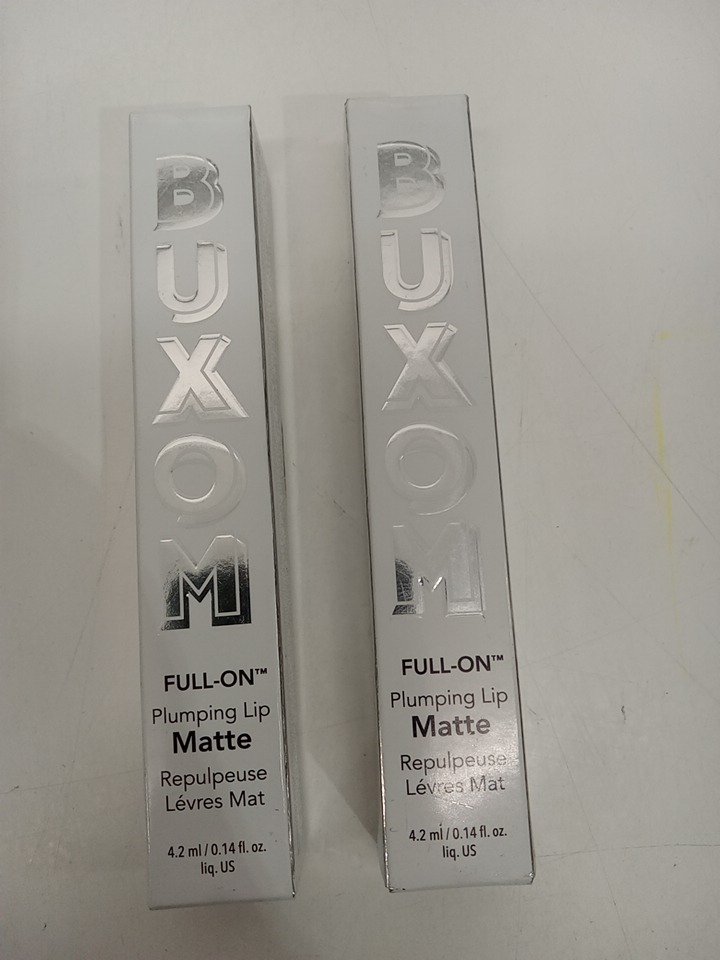 BUXOM
FULL-ON™
Plumping Lip
Matte
Repulpeuse
Lévres Mat
4.2 ml / 0.14 fl. oz.
liq. US
BUXOM
FULL-ON™
Plumping Lip
Matte
Repulpeuse
Lévres Mat
4.2 ml / 0.14 fl. oz.
liq. US